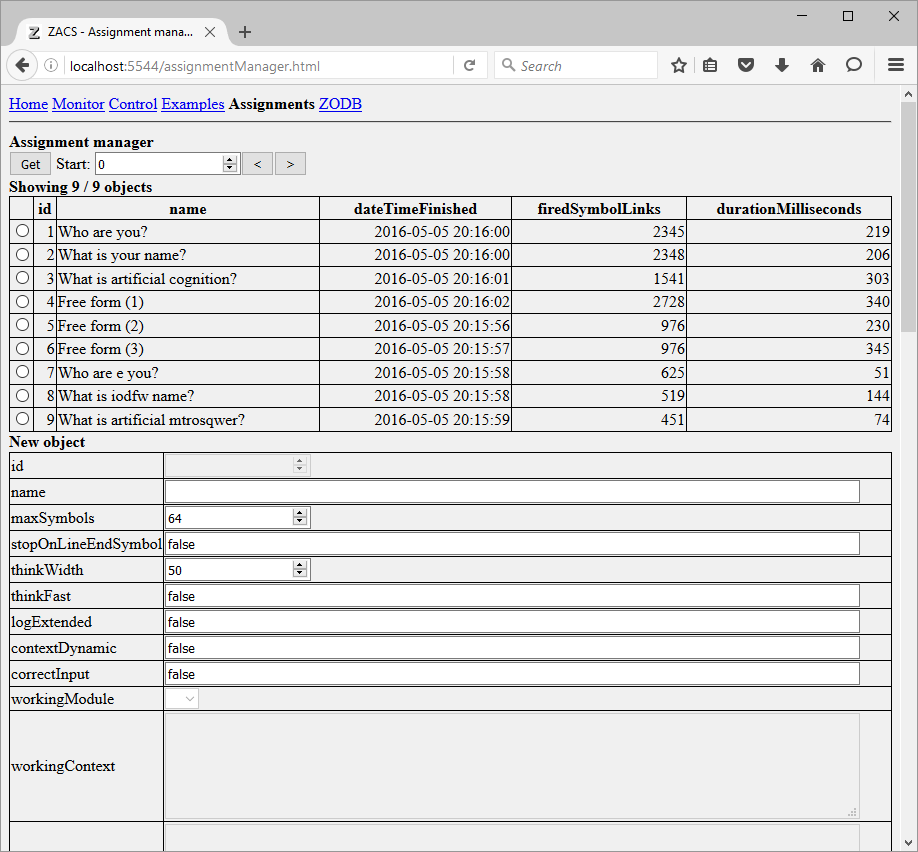 ZACS - Assignment mana...
localhost:5544/assignmentManager.html
Search
Home Monitor Control Examples Assignments ZODB
Assignment manager
Get Start: 0 < >
Showing 9 / 9 objects
id name dateTimeFinished firedSymbolLinks durationMilliseconds
1 Who are you? 2016-05-05 20:16:00 2345 219
2 What is your name? 2016-05-05 20:16:00 2348 206
3 What is artificial cognition? 2016-05-05 20:16:01 1541 303
4 Free form (1) 2016-05-05 20:16:02 2728 340
5 Free form (2) 2016-05-05 20:15:56 976 230
6 Free form (3) 2016-05-05 20:15:57 976 345
7 Who are e you? 2016-05-05 20:15:58 625 51
8 What is iodfw name? 2016-05-05 20:15:58 519 144
9 What is artificial mtrosqwer? 2016-05-05 20:15:59 451 74
New object
id
name
maxSymbols 64
stopOnLineEndSymbol false
thinkWidth 50
thinkFast false
logExtended false
contextDynamic false
correctInput false
workingModule
workingContext